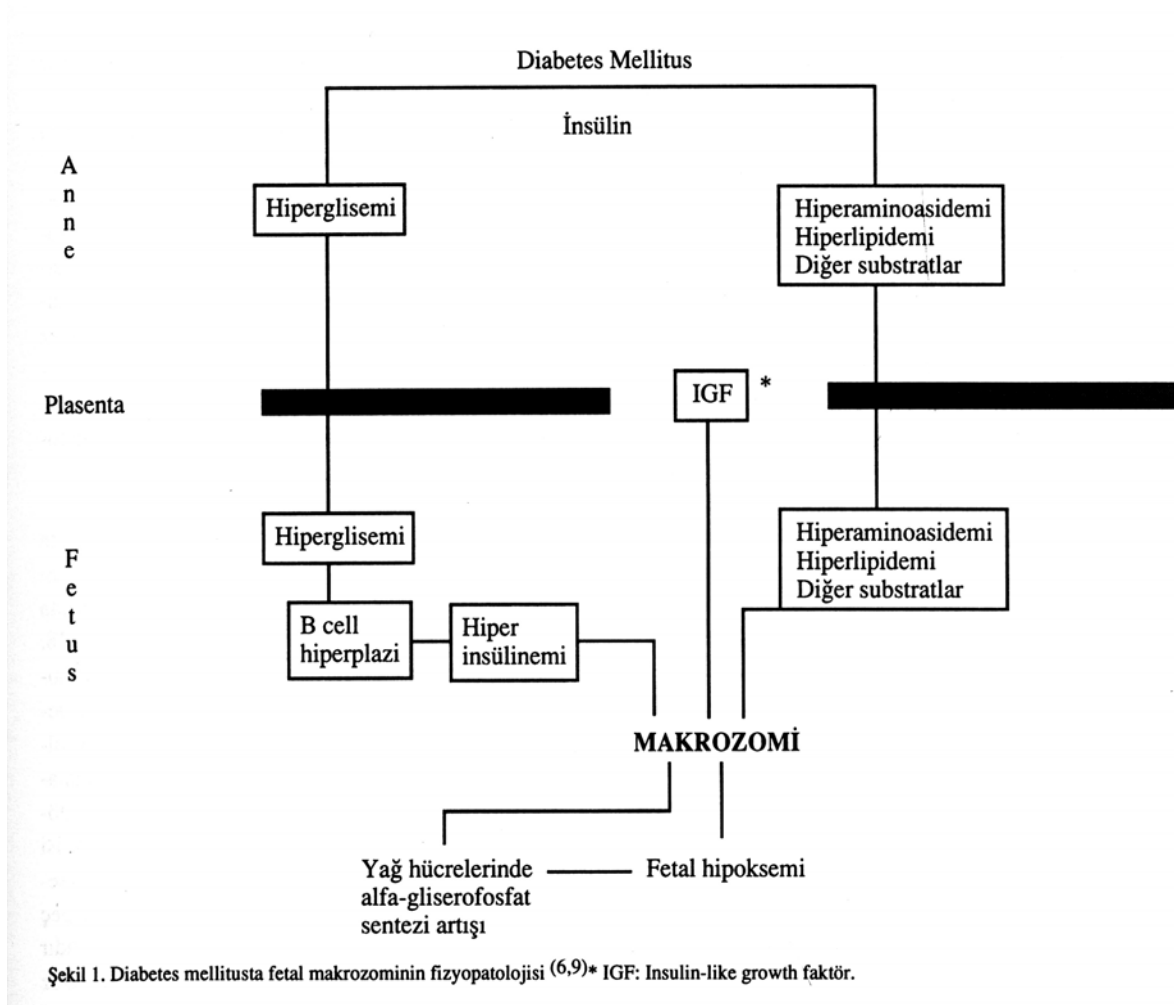 Diabetes Mellitus
İnsülin
A
n
n
e
Hiperglisemi
Hiperaminoasidemi
Hiperlipidemi
Diğer substratlar
Plasenta
IGF
*
F
e
t
u
s
Hiperglisemi
Hiperaminoasidemi
Hiperlipidemi
Diğer substratlar
B cell
hiperplazi
Hiper
insülinemi
MAKROZOMİ
Yağ hücrelerinde
alfa-gliserofosfat
sentezi artışı
Fetal hipoksemi
Şekil 1. Diabetes mellitusta fetal makrozominin fizyopatolojisi (6,9)* IGF: Insulin-like growth faktör.